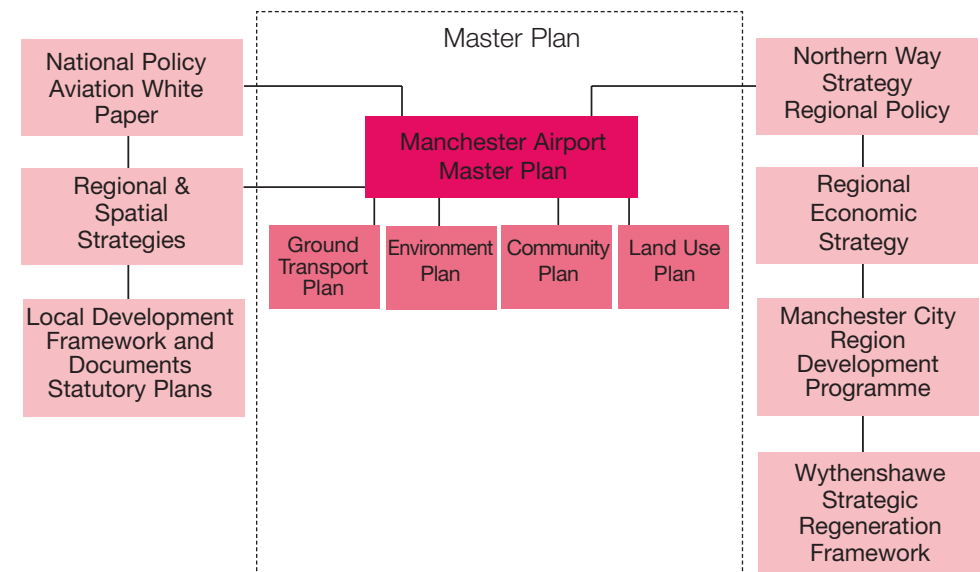 Master Plan
National Policy
Aviation White
Paper
Regional &
Spatial
Strategies
Local Development
Framework and
Documents
Statutory Plans
Manchester Airport
Master Plan
Ground
Transport
Plan
Environment
Plan
Community
Plan
Land Use
Plan
Northern Way
Strategy
Regional Policy
Regional
Economic
Strategy
Manchester City
Region
Development
Programme
Wythenshawe
Strategic
Regeneration
Framework